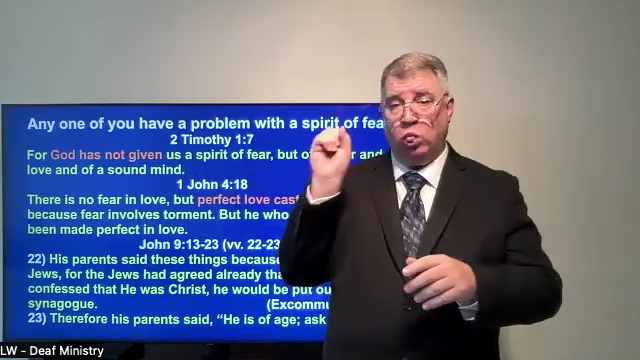 Any one of you have a problem with a spirit of fea
2 Timothy 1:7
For God has not given us a spirit of fear, but of and
love and of a sound mind.
1 John 4:18
There is no fear in love, but perfect love cast
because fear involves torment. But he who
been made perfect in love.
John 9:13-23 (vv. 22-23
22) His parents said these things because
Jews, for the Jews had agreed already tha
confessed that He was Christ, he would be put ou
synagogue. (Excommu
23) Therefore his parents said, “He is of age; ask
LW - Deaf Ministry